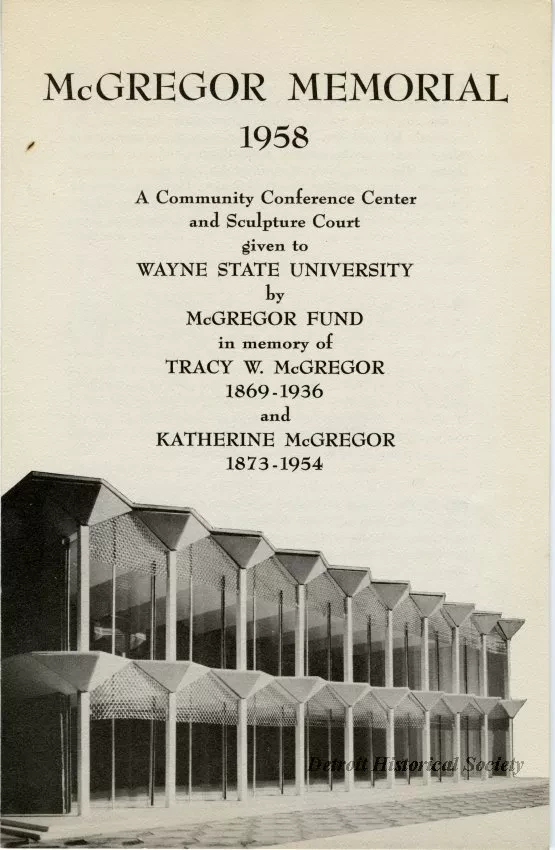 McGREGOR MEMORIAL
1958
A Community Conference Center
and Sculpture Court
given to
WAYNE STATE UNIVERSITY
by
McGREGOR FUND
in memory of
TRACY W. McGREGOR
1869-1936
and
KATHERINE McGREGOR
1873-1954
Detroit Historical Society